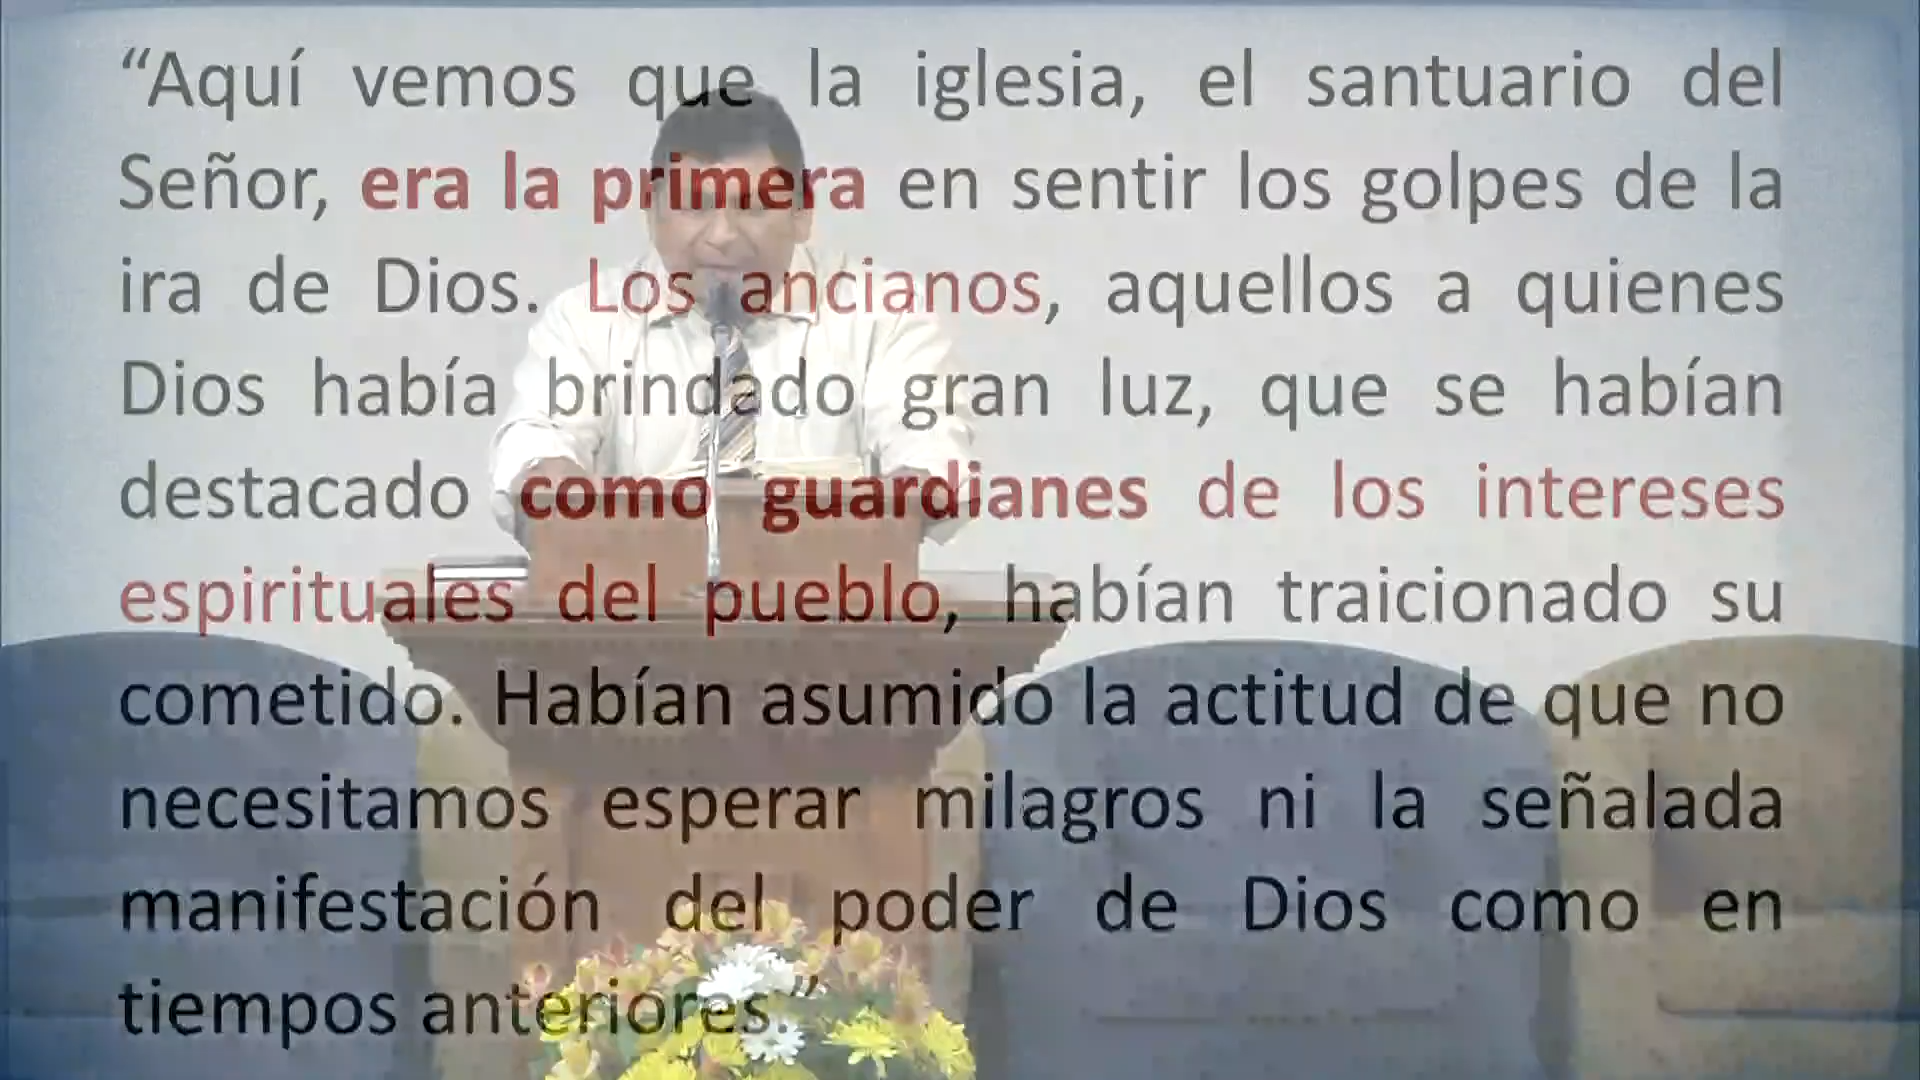 “Aquí vemos que la iglesia, el santuario del
Señor, era la primera en sentir los golpes de la
ira de Dios. Los ancianos, aquellos a quienes
Dios había brindado gran luz, que se habían
destacado como guardianes de los intereses
espirituales del pueblo, habían traicionado su
cometido. Habían asumido la actitud de que no
necesitamos esperar milagros ni la señalada
manifestación del poder de Dios como en
tiempos anteriores.”